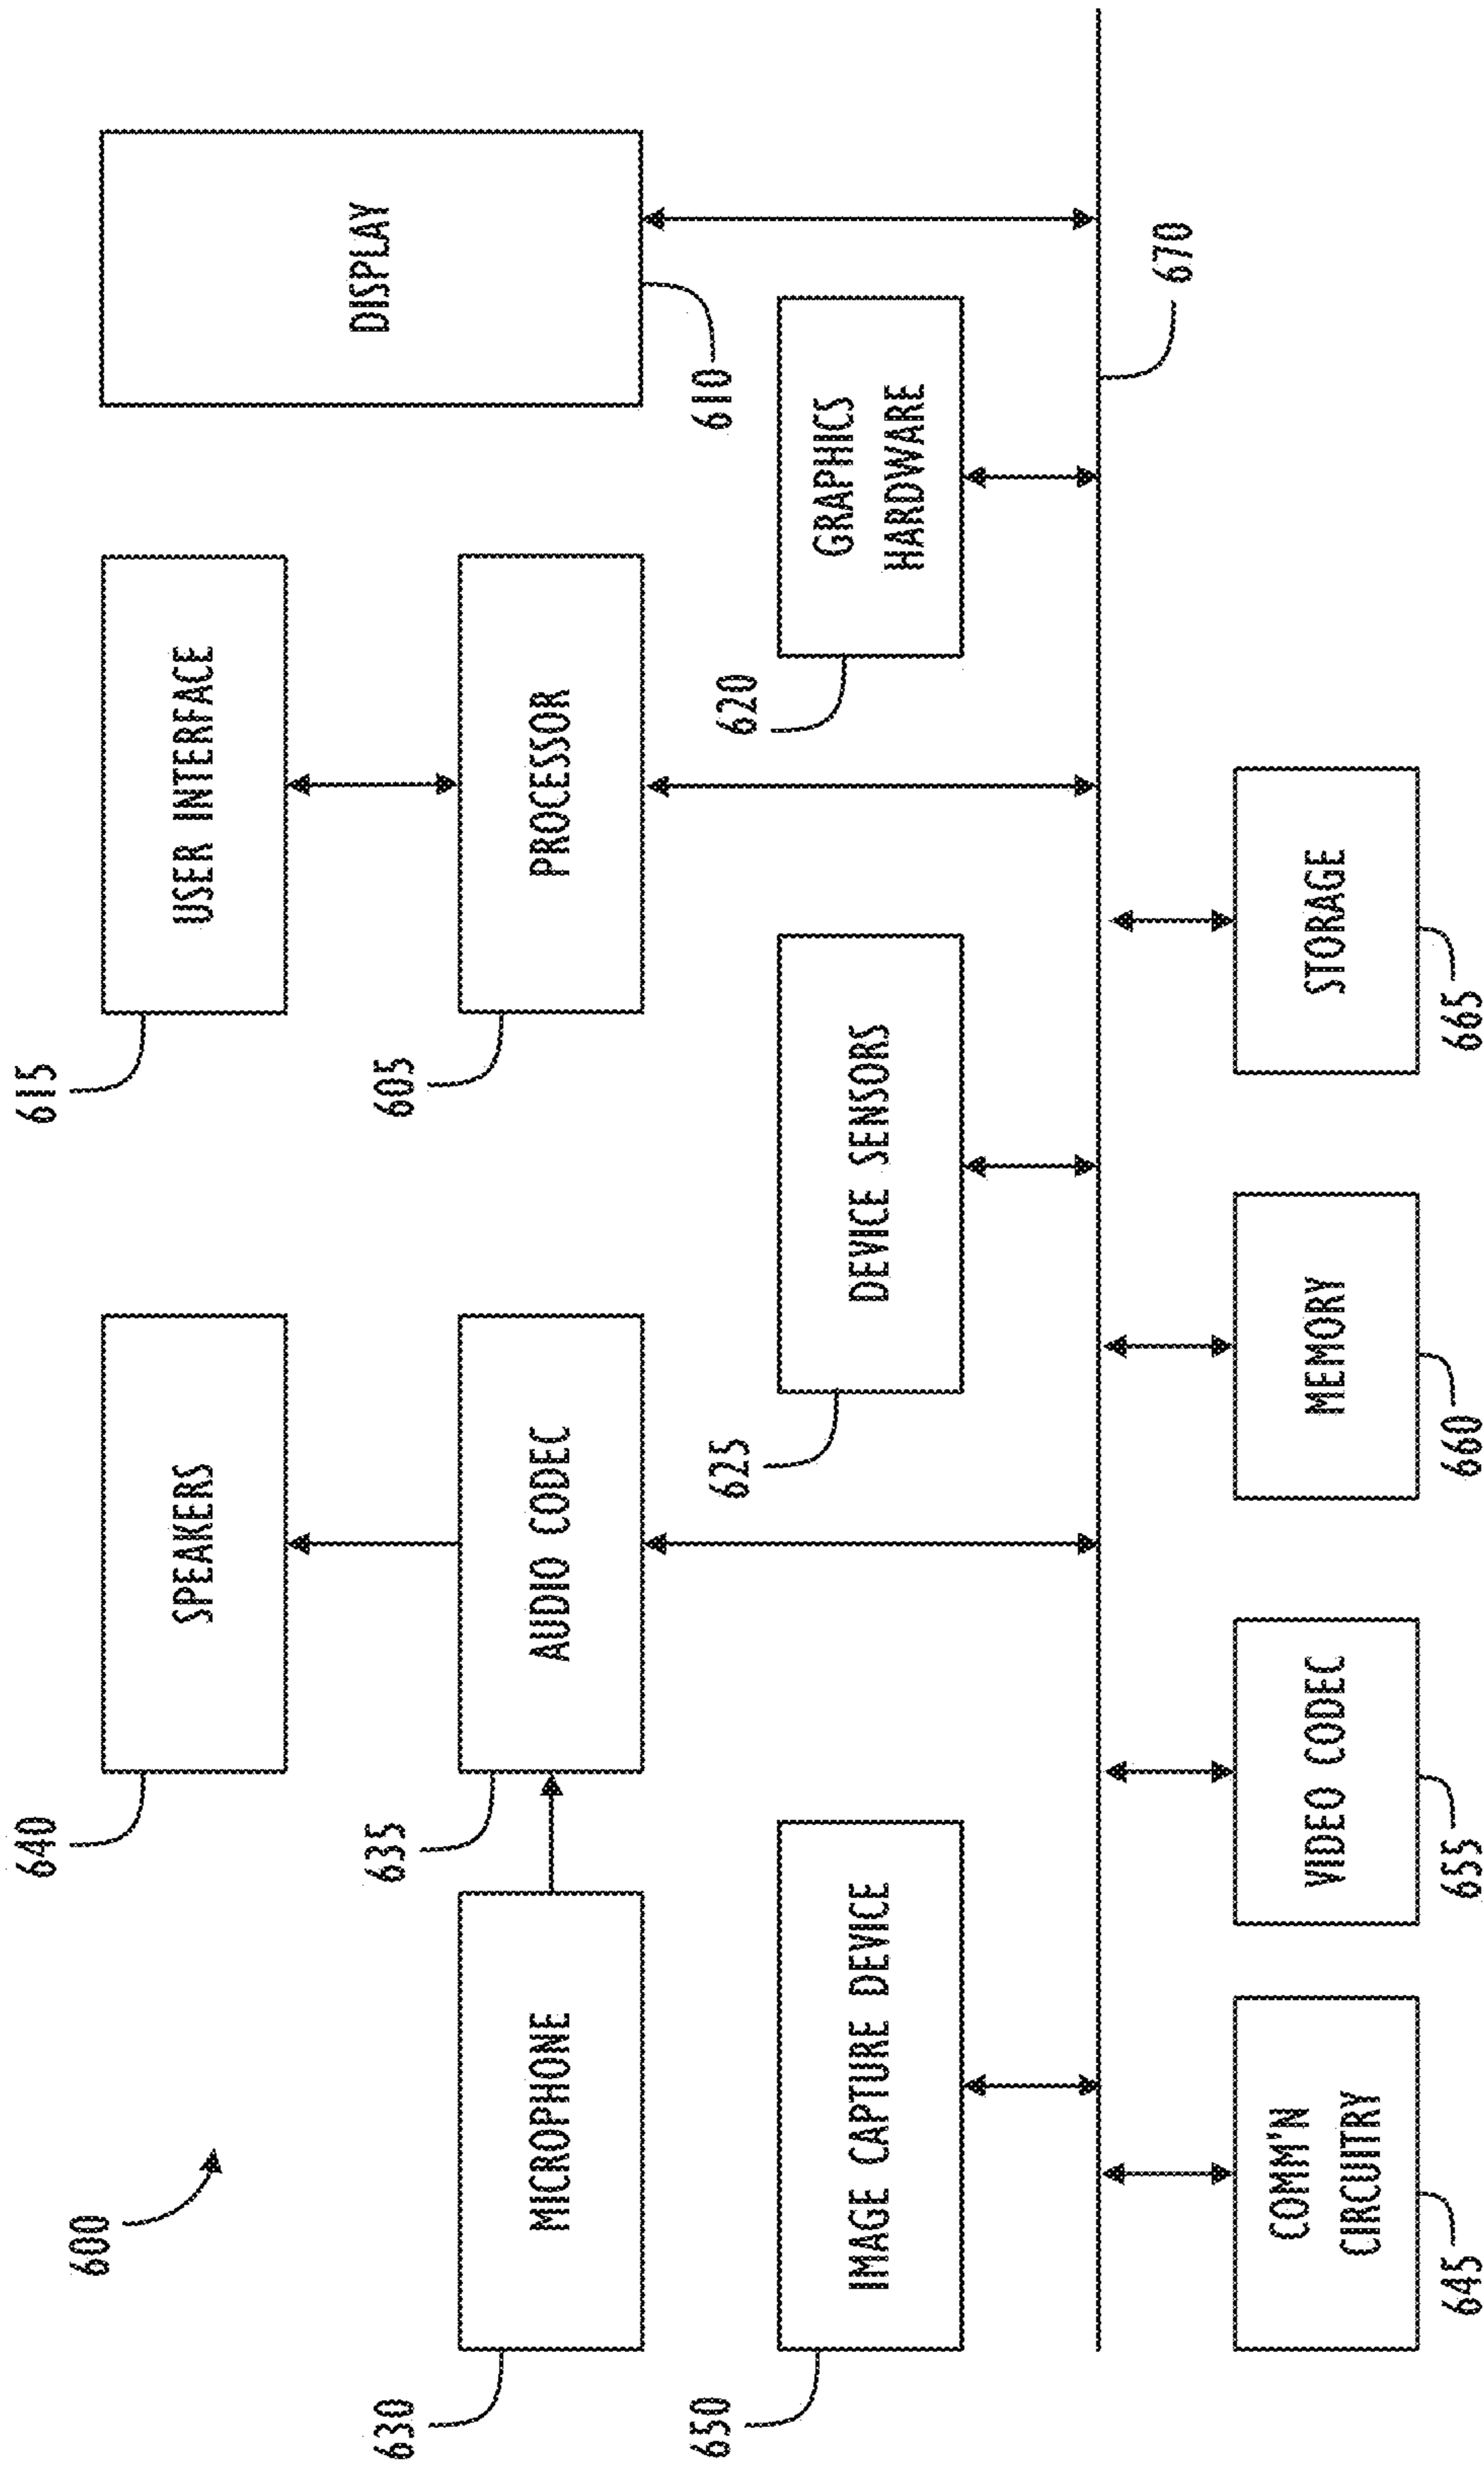 600
640
SPEAKERS
615
USER INTERFACE
DISPLAY
610
630
MICROPHONE
635
AUDIO CODEC
605
PROCESSOR
650
IMAGE CAPTURE DEVICE
625
DEVICE SENSORS
620
GRAPHICS
HARDWARE
670
COMM'N
CIRCUITRY
645
VIDEO CODEC
655
MEMORY
660
STORAGE
665